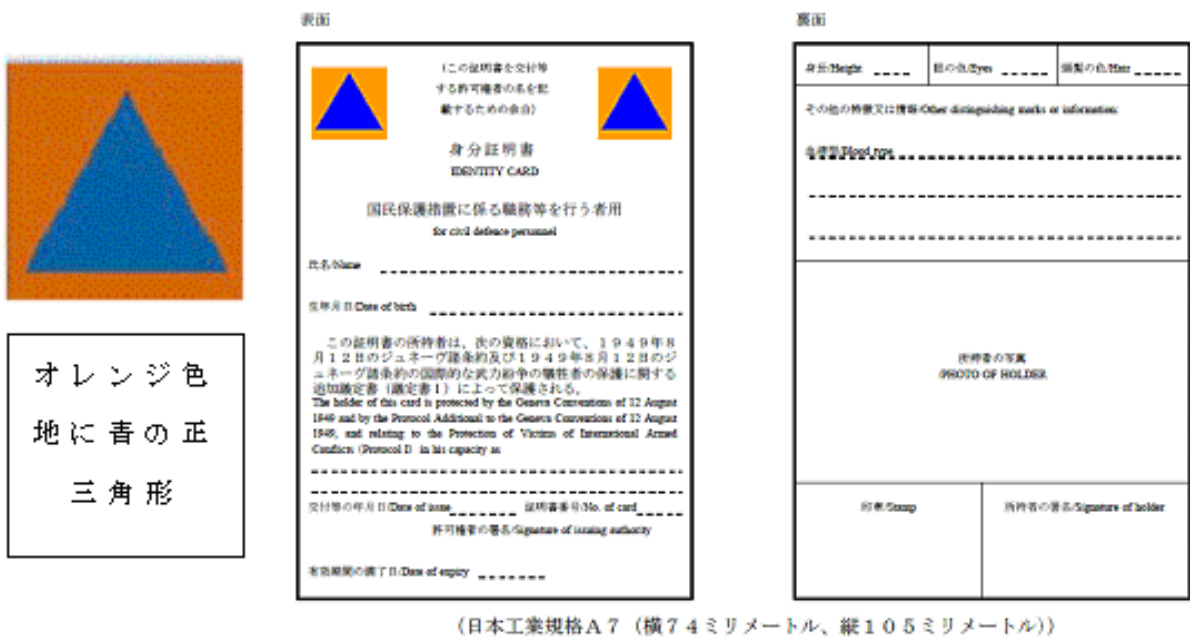 オレンジ色
地に青の正
三角形
表面
(この証明書を交付等
する許可権者の名を記
載するための余白)
身分証明書
IDENTITY CARD
国民保護措置に係る職務等を行う者用
for civil defence personnel
氏名/Name
生年月日/Date of birth
この証明書の所持者は、次の資格において、1949年8
月12日のジュネーヴ諸条約及び1949年8月12日のジ
ュネーヴ諸条約の国際的な武力紛争の犠牲者の保護に関する
追加議定書(議定書Ⅰ)によって保護される。
The holder of this card is protected by the Geneva Conventions of 12 August
1949 and by the Protocol Additional to the Geneva Conventions of 12 August
1949, and relating to the Protection of Victims of International Armed
Conflicts (Protocol I) in his capacity as
交付等の年月日/Date of issue 証明書番号/No. of card
許可権者の署名/Signature of issuing authority
有効期間の満了日/Date of expiry
裏面
身長/Height 目の色/Eyes 頭髪の色/Hair
その他の特徴又は情報/Other distinguishing marks or information:
血液型/Blood type
所持者の写真
/PHOTO OF HOLDER
印章/Stamp 所持者の署名/Signature of holder
(日本工業規格A7(横74ミリメートル、縦105ミリメートル))